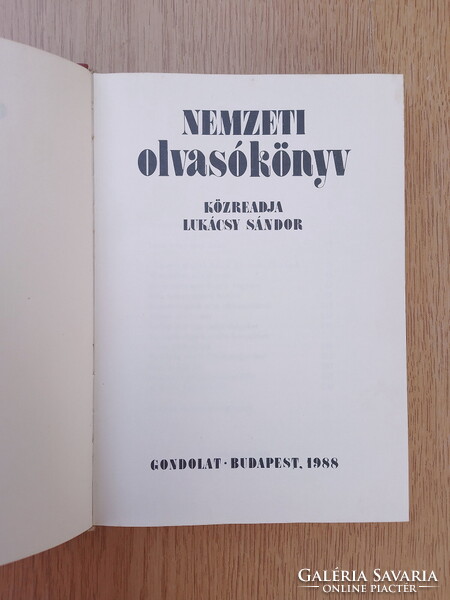 NEMZETI
olvasókönyv
KÖZREADJA
LUKÁCSY SÁNDOR
GONDOLAT · BUDAPEST, 1988
GALÉRIA SAVARIA
ONLINE PIACTÉR